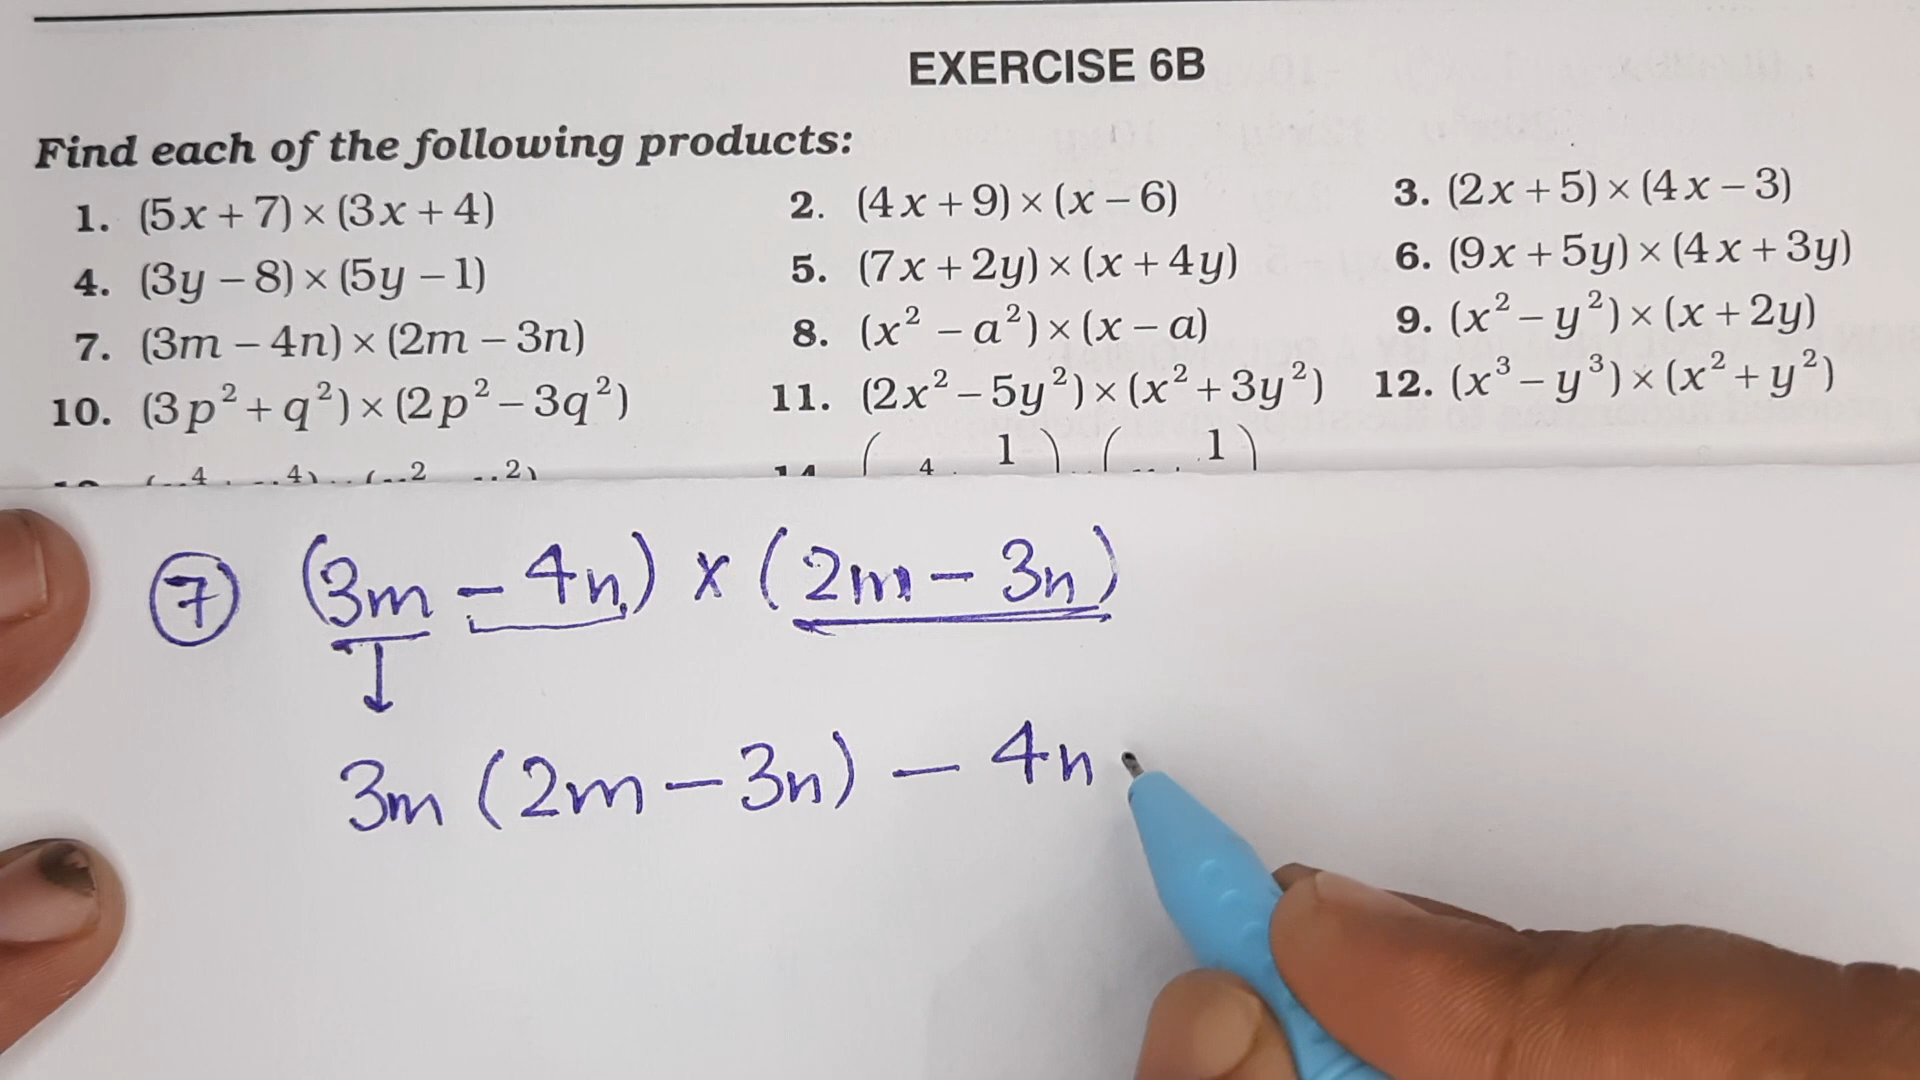 EXERCISE 6B
Find each of the following products:
1. (5x + 7) × (3x + 4)
2. (4x + 9) × (x – 6)
3. (2x + 5) × (4x – 3)
4. (3y – 8) × (5y – 1)
5. (7x + 2y) × (x + 4y)
6. (9x + 5y) × (4x + 3y)
7. (3m – 4n) × (2m – 3n)
8. (x² – a²) × (x – a)
9. (x² – y²) × (x + 2y)
10. (3p² + q²) × (2p² – 3q²)
11. (2x² – 5y²) × (x² + 3y²)
12. (x³ – y³) × (x² + y²)
7 (3m – 4n) × (2m – 3n)
3m (2m – 3n) – 4n